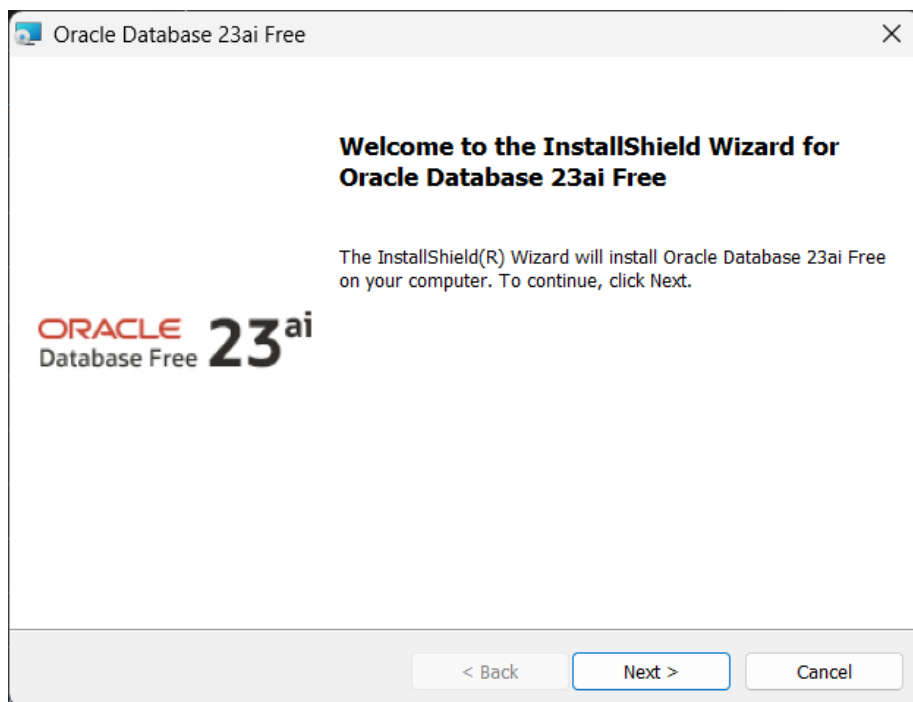 Oracle Database 23ai Free
Welcome to the InstallShield Wizard for
Oracle Database 23ai Free
The InstallShield(R) Wizard will install Oracle Database 23ai Free
on your computer. To continue, click Next.
ORACLE
Database Free 23ai
< Back Next > Cancel